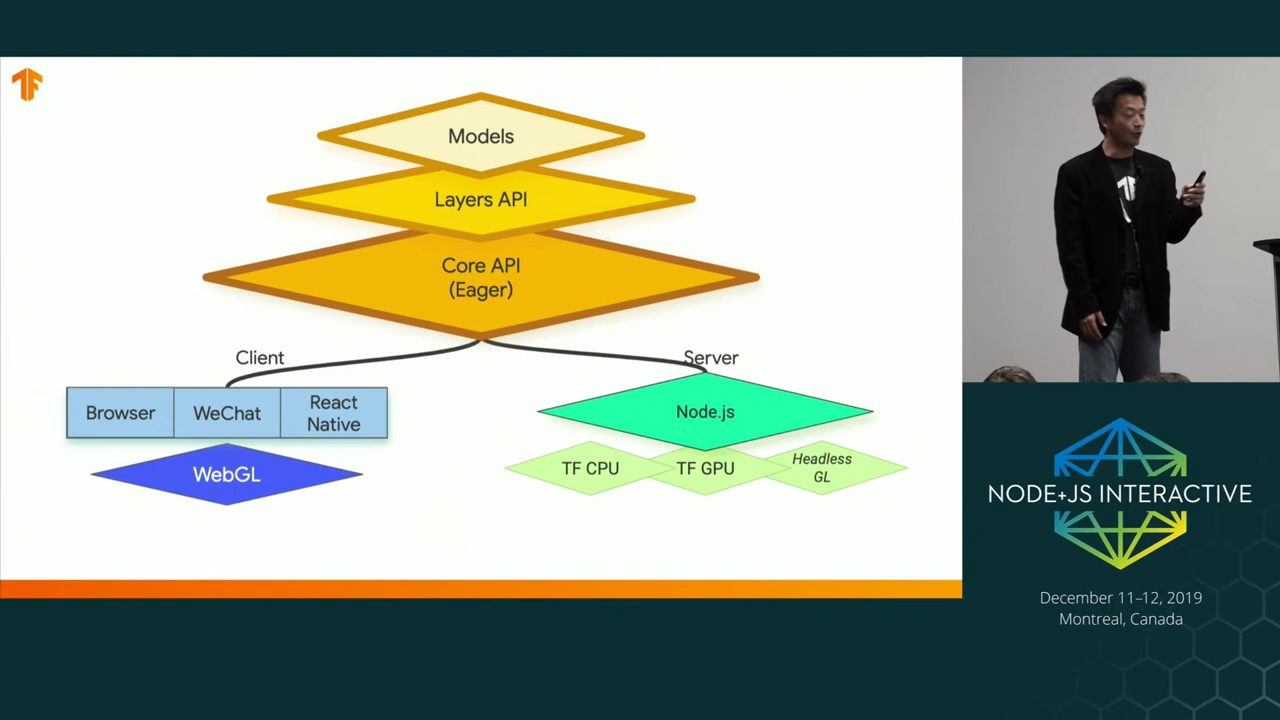 Models
Layers API
Core API
(Eager)
Client
Server
Browser
WeChat
React
Native
WebGL
Node.js
TF CPU
TF GPU
Headless
GL
NODE+JS INTERACTIVE
December 11–12, 2019
Montreal, Canada